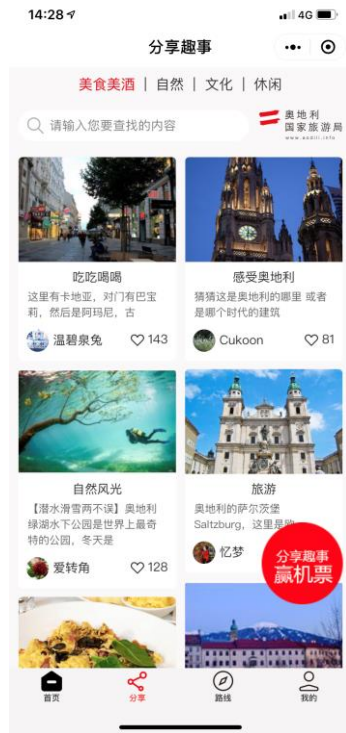 14:28
4G
分享趣事
美食美酒 | 自然 | 文化 | 休闲
请输入您要查找的内容
奥地利
国家旅游局
吃吃喝喝
这里有卡地亚，对门有巴宝
莉，然后是阿玛尼，古
温碧泉兔
143
感受奥地利
猜猜这是奥地利的哪里 或者
是哪个时代的建筑
Cukoon
81
自然风光
【潜水滑雪两不误】奥地利
绿湖水下公园是世界上最奇
特的公园，冬天是
爱转角
128
旅游
奥地利的萨尔茨堡
Saltzburg，这里是
忆梦
分享趣事
赢机票
首页
分享
路线
我的